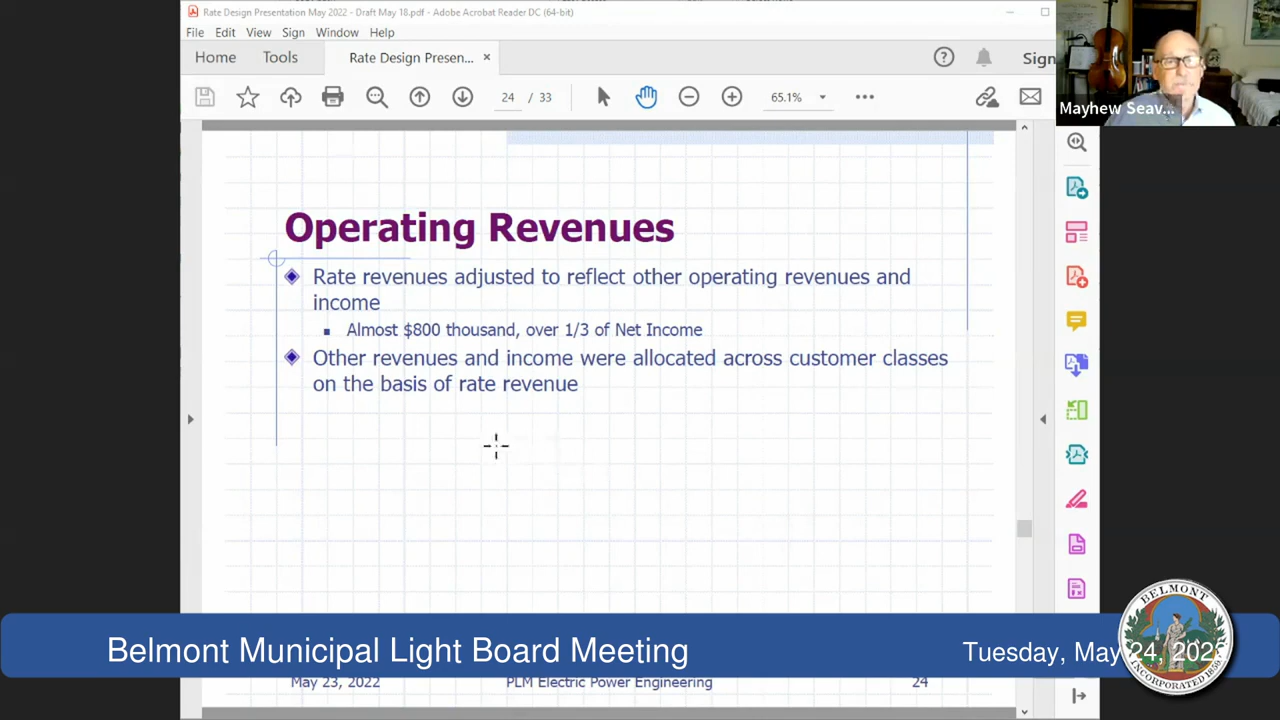 Rate Design Presentation May 2022 - Draft May 18.pdf - Adobe Acrobat Reader DC (64-bit)
File Edit View Sign Window Help
Home Tools Rate Design Presen... × Sign
24 / 33 65.1%
Mayhew Seav...
Operating Revenues
Rate revenues adjusted to reflect other operating revenues and
income
Almost $800 thousand, over 1/3 of Net Income
Other revenues and income were allocated across customer classes
on the basis of rate revenue
Belmont Municipal Light Board Meeting
Tuesday, May 24, 202
BELMONT
INCORPORATED 1859
May 23, 2022 PLM Electric Power Engineering 24